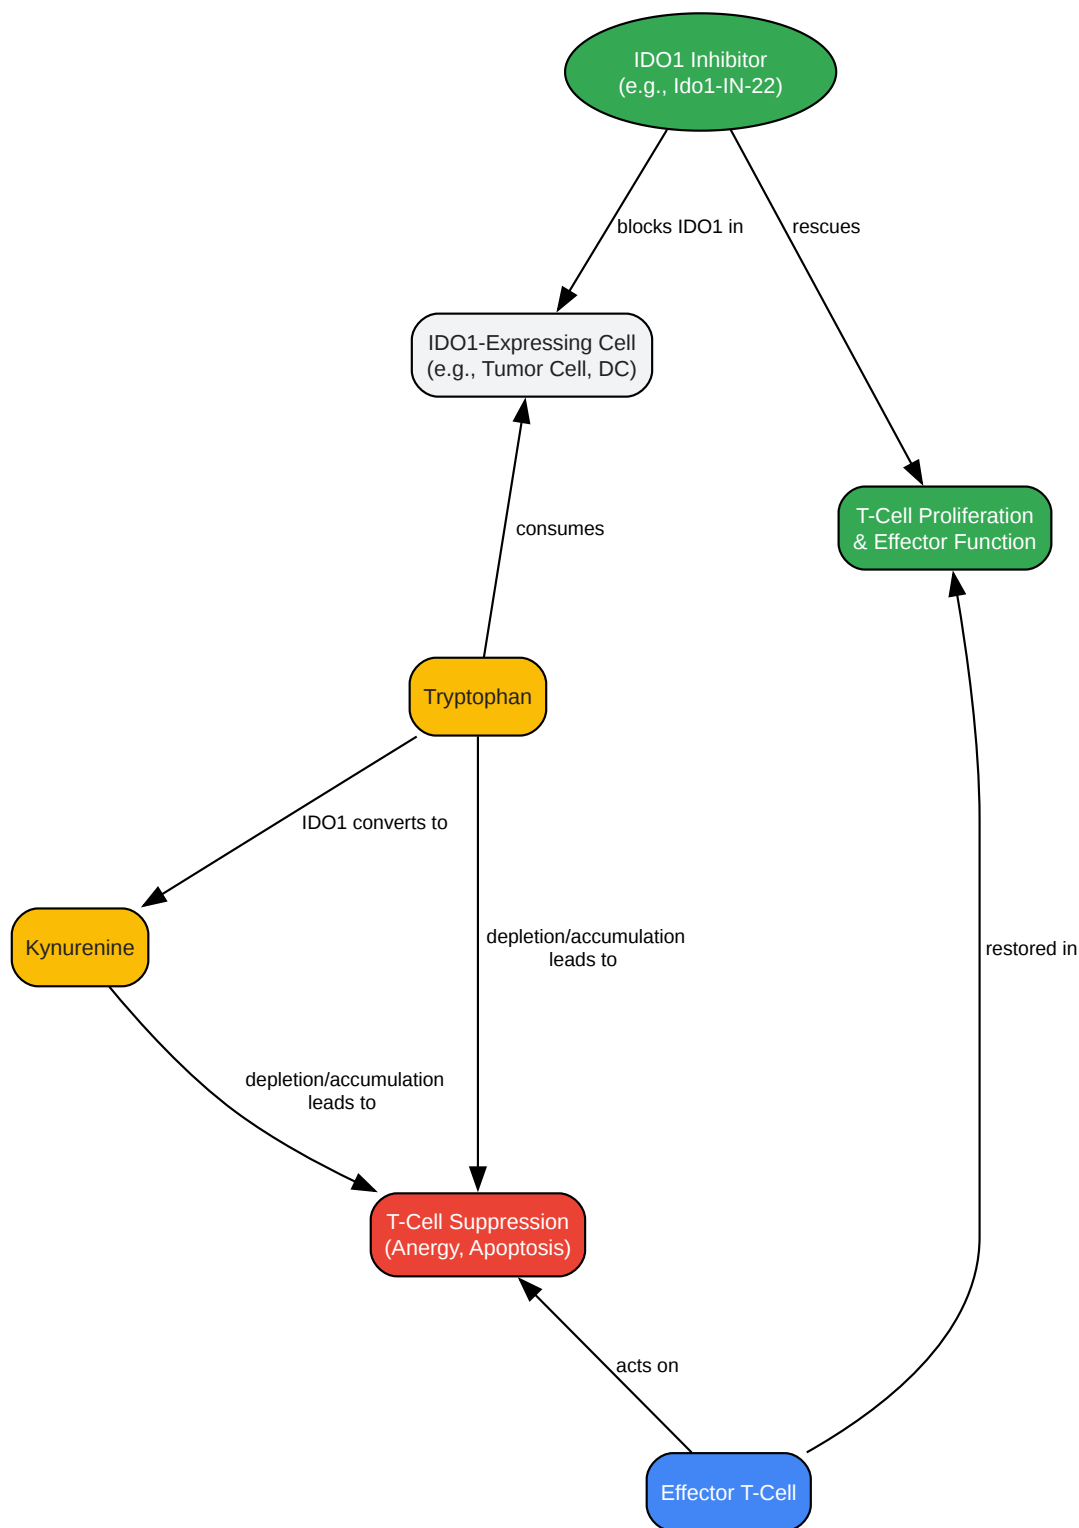 IDO1 Inhibitor
(e.g., Ido1-IN-22)
blocks IDO1 in
rescues
IDO1-Expressing Cell
(e.g., Tumor Cell, DC)
T-Cell Proliferation
& Effector Function
consumes
Tryptophan
IDO1 converts to
depletion/accumulation
leads to
Kynurenine
restored in
depletion/accumulation
leads to
T-Cell Suppression
(Anergy, Apoptosis)
acts on
Effector T-Cell